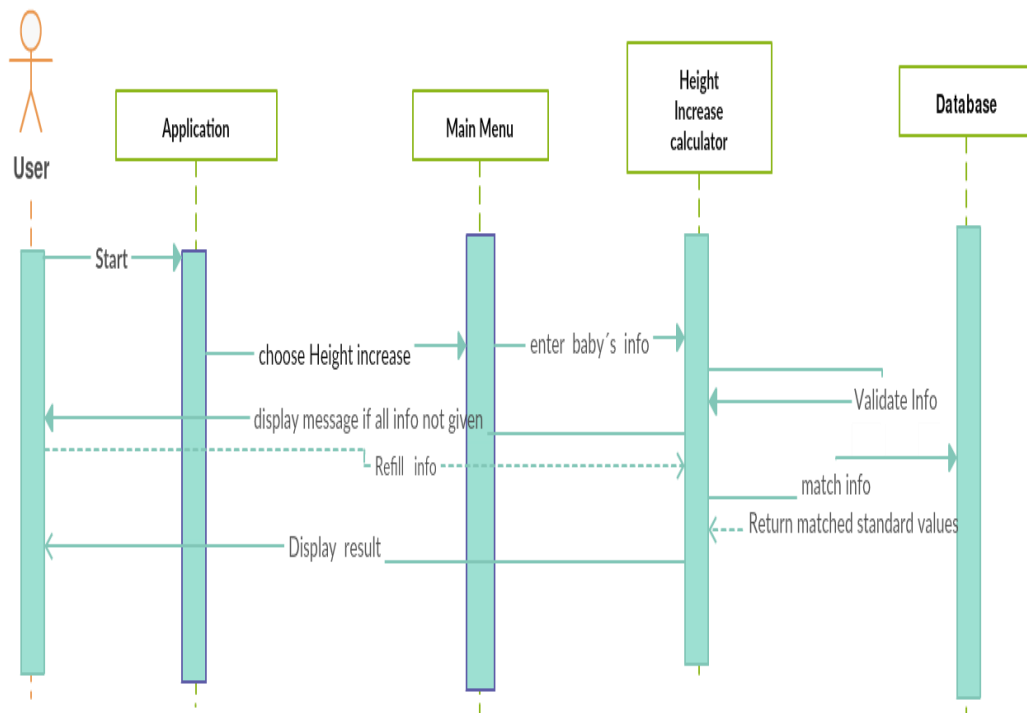 Height
Increase
calculator
Database
Application
Main Menu
User
Start
enter baby´s info
choose Height increase
Validate Info
display message if all info not given
Refill info
match info
Return matched standard values
Display result